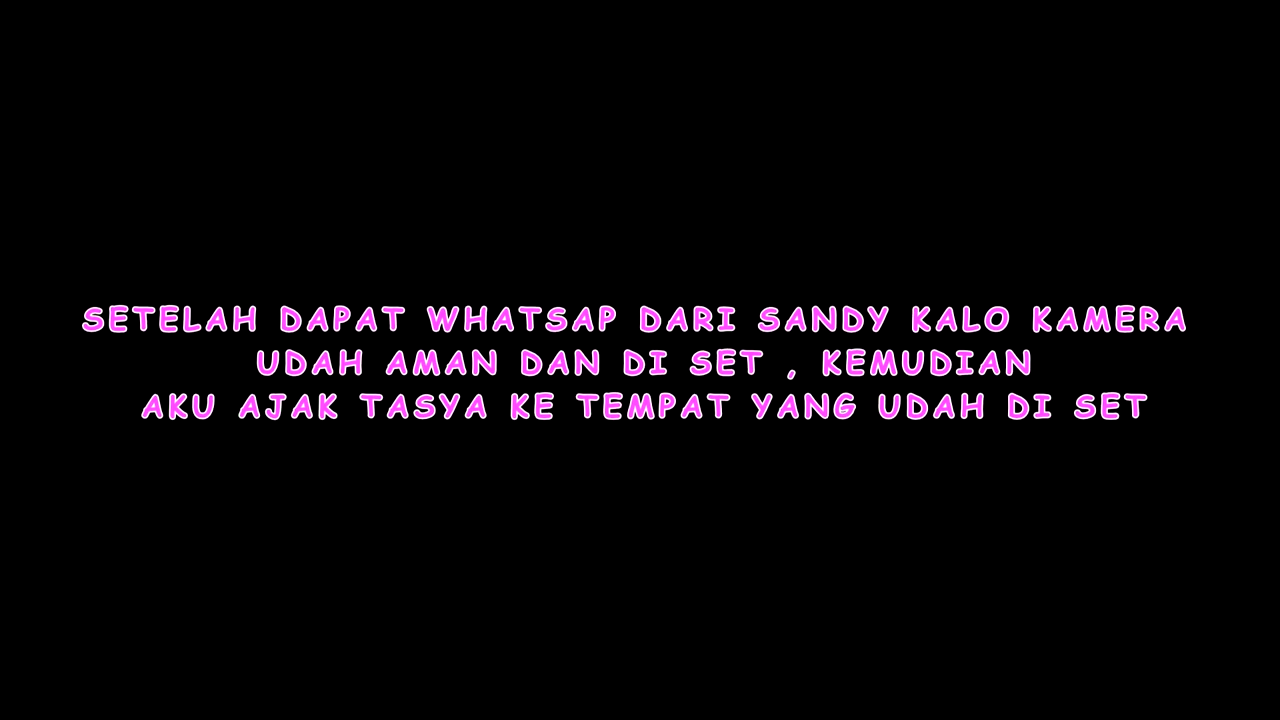 SETELAH DAPAT WHATSAP DARI SANDY KALO KAMERA
UDAH AMAN DAN DI SET , KEMUDIAN
AKU AJAK TASYA KE TEMPAT YANG UDAH DI SET